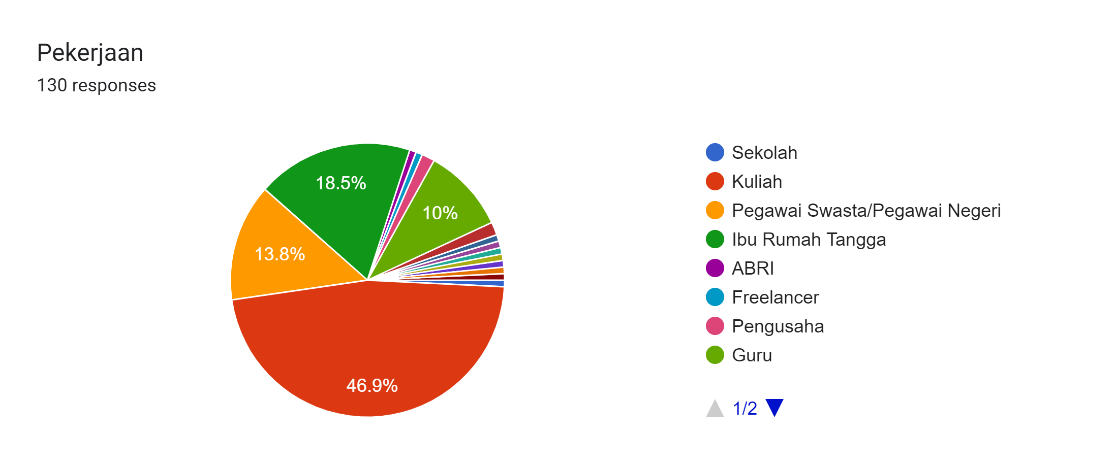 Pekerjaan
130 responses
18.5%
10%
13.8%
46.9%
Sekolah
Kuliah
Pegawai Swasta/Pegawai Negeri
Ibu Rumah Tangga
ABRI
Freelancer
Pengusaha
Guru
1/2